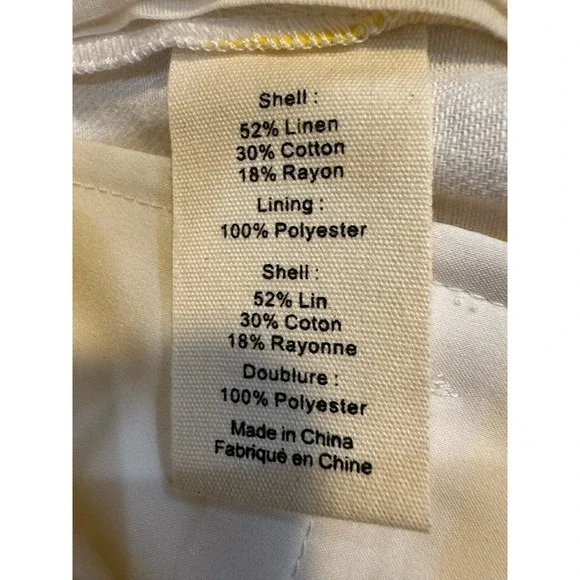 Shell :
52% Linen
30% Cotton
18% Rayon
Lining :
100% Polyester
Shell :
52% Lin
30% Coton
18% Rayonne
Doublure :
100% Polyester
Made in China
Fabriqué en Chine